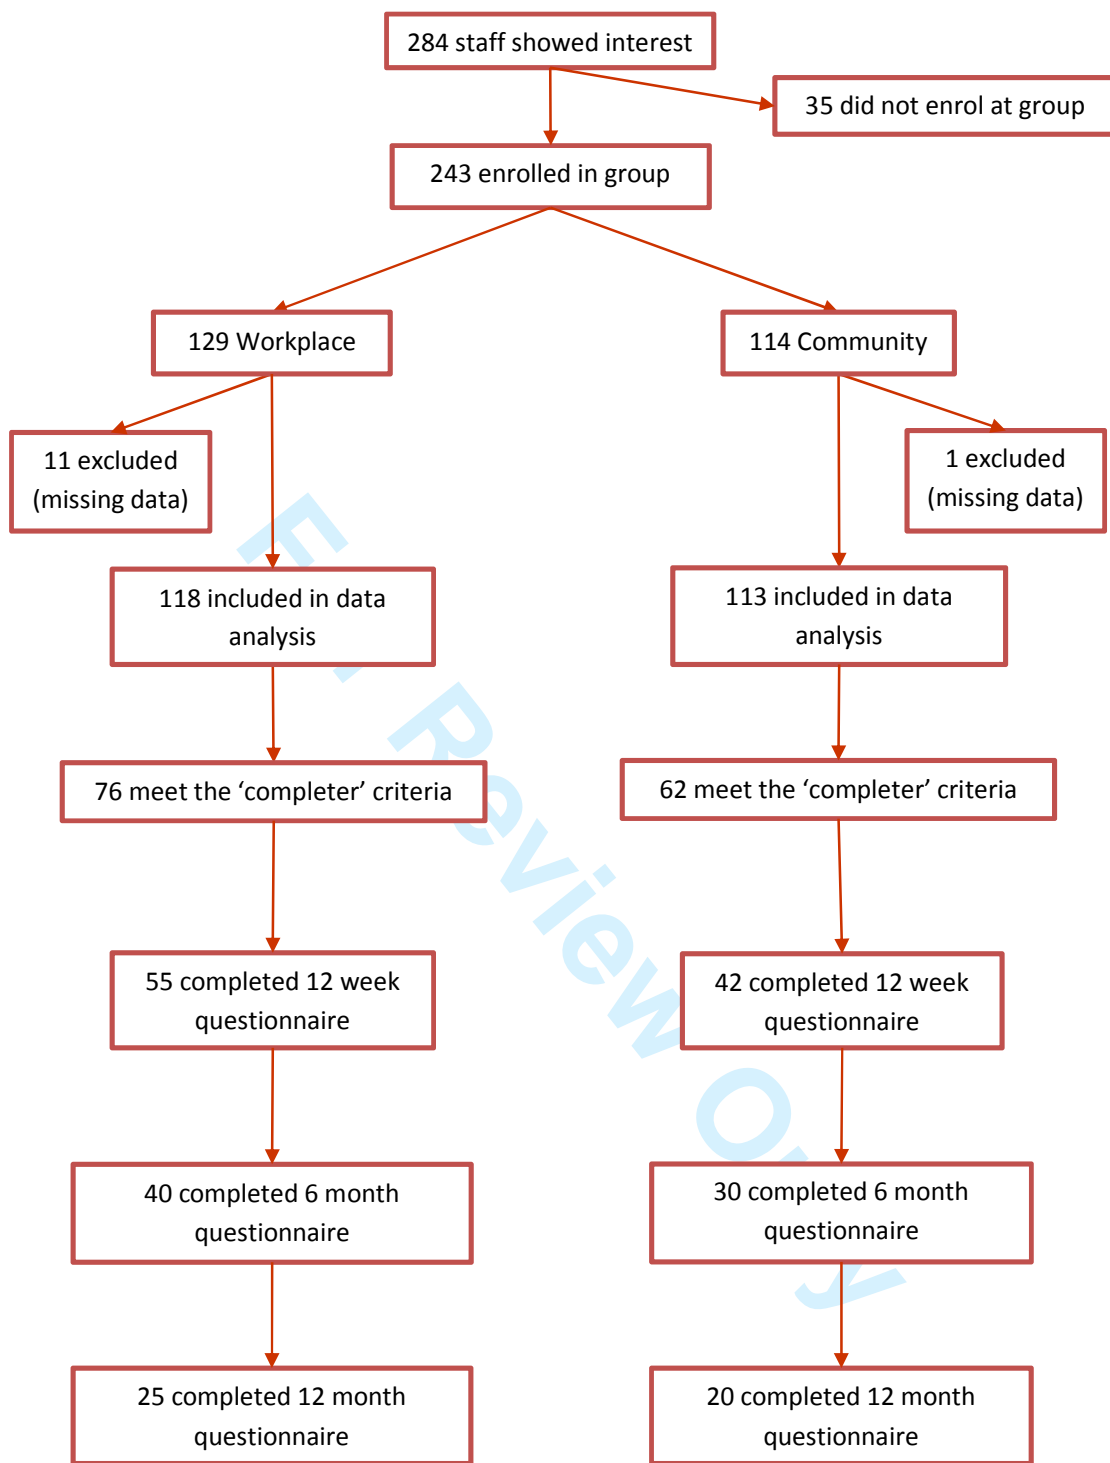 284 staff showed interest
35 did not enrol at group
243 enrolled in group
129 Workplace
114 Community
11 excluded
(missing data)
1 excluded
(missing data)
118 included in data
analysis
113 included in data
analysis
76 meet the ‘completer’ criteria
62 meet the ‘completer’ criteria
55 completed 12 week
questionnaire
42 completed 12 week
questionnaire
40 completed 6 month
questionnaire
30 completed 6 month
questionnaire
25 completed 12 month
questionnaire
20 completed 12 month
questionnaire
Review